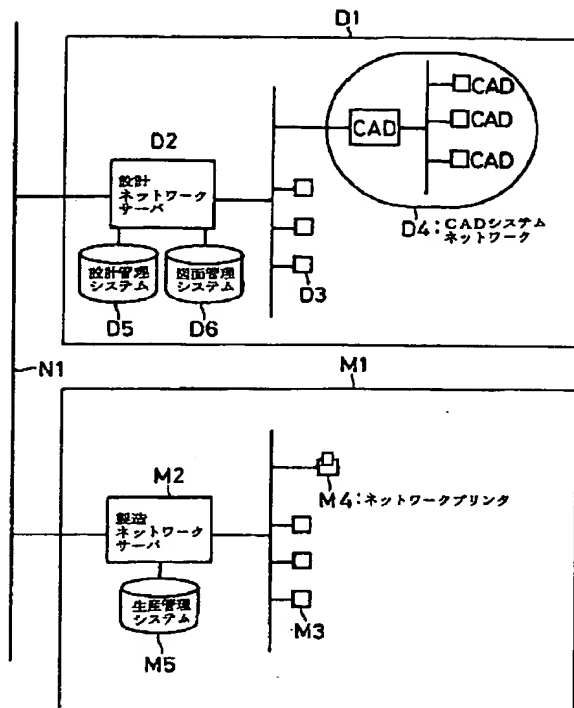 D1
CAD
CAD
CAD
CAD
D2
設計
ネットワーク
サーバ
D4:CADシステム
ネットワーク
設計管理
システム
図面管理
システム
D3
D5
D6
N1
M1
M2
M4:ネットワークプリンタ
製造
ネットワーク
サーバ
生産管理
システム
M3
M5